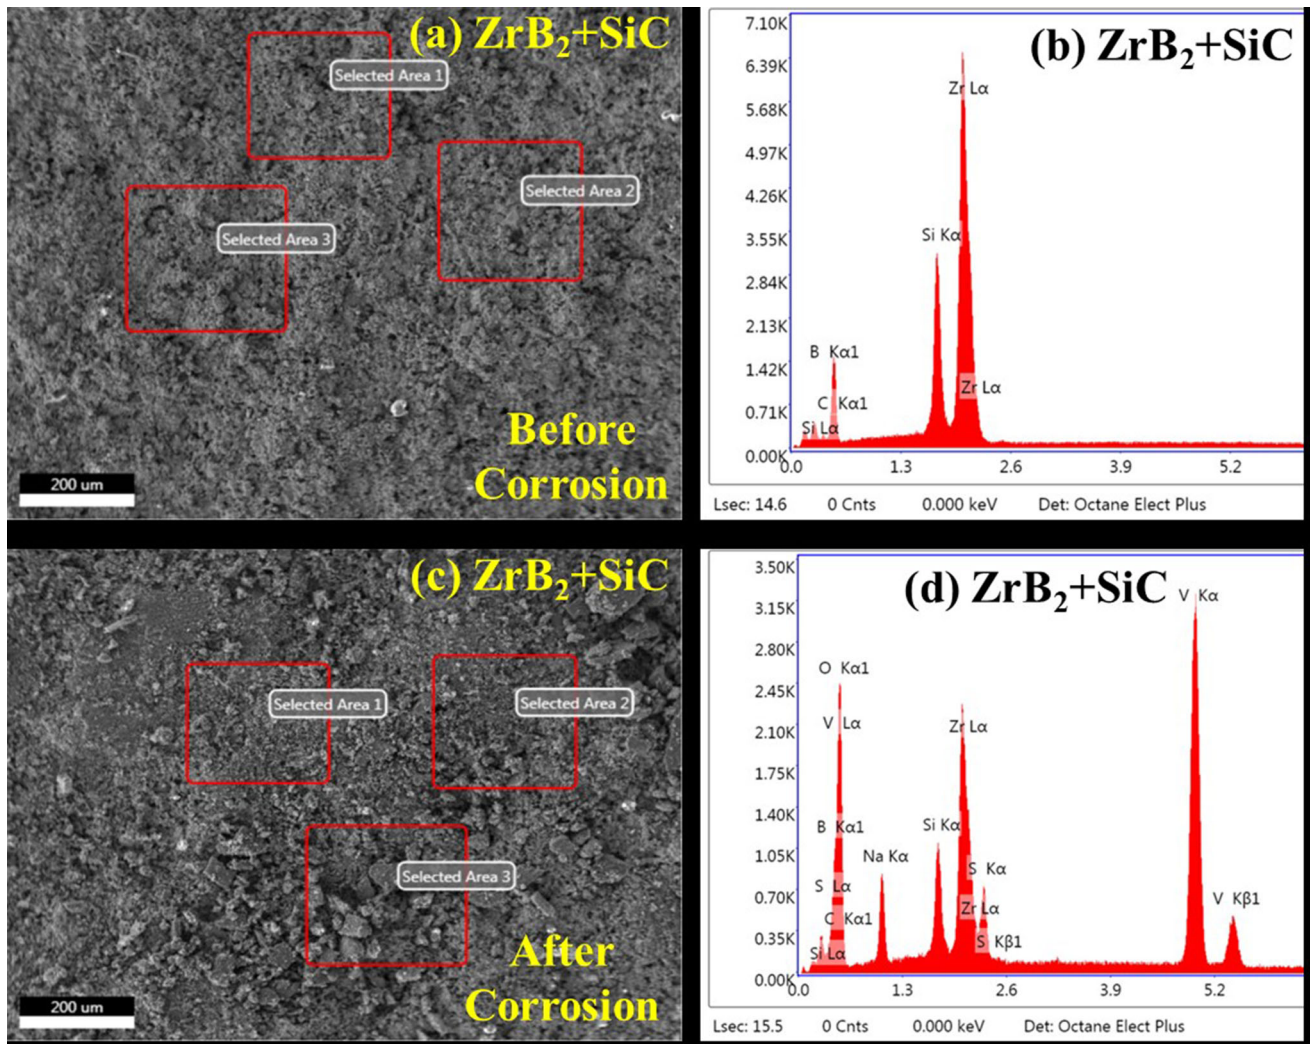 (a) ZrB₂+SiC
Selected Area 1
Selected Area 2
Selected Area 3
Before
Corrosion
200 um
(b) ZrB₂+SiC
7.10K
6.39K
5.68K
4.97K
4.26K
3.55K
2.84K
2.13K
1.42K
0.71K
0.00K
Zr Lα
Si Kα
B Kα1
Zr Lα
C Kα1
Si Lα
0.0 1.3 2.6 3.9 5.2
Lsec: 14.6 0 Cnts 0.000 keV Det: Octane Elect Plus
(c) ZrB₂+SiC
Selected Area 1
Selected Area 2
Selected Area 3
After
Corrosion
200 um
(d) ZrB₂+SiC
3.50K
3.15K
2.80K
2.45K
2.10K
1.75K
1.40K
1.05K
0.70K
0.35K
0.00K
V Kα
O Kα1
V Lα
Zr Lα
B Kα1
Si Kα
Na Kα
S Kα
S Lα
V Kβ1
Zr Lα
C Kα1
S Kβ1
Si Lα
0.0 1.3 2.6 3.9 5.2
Lsec: 15.5 0 Cnts 0.000 keV Det: Octane Elect Plus